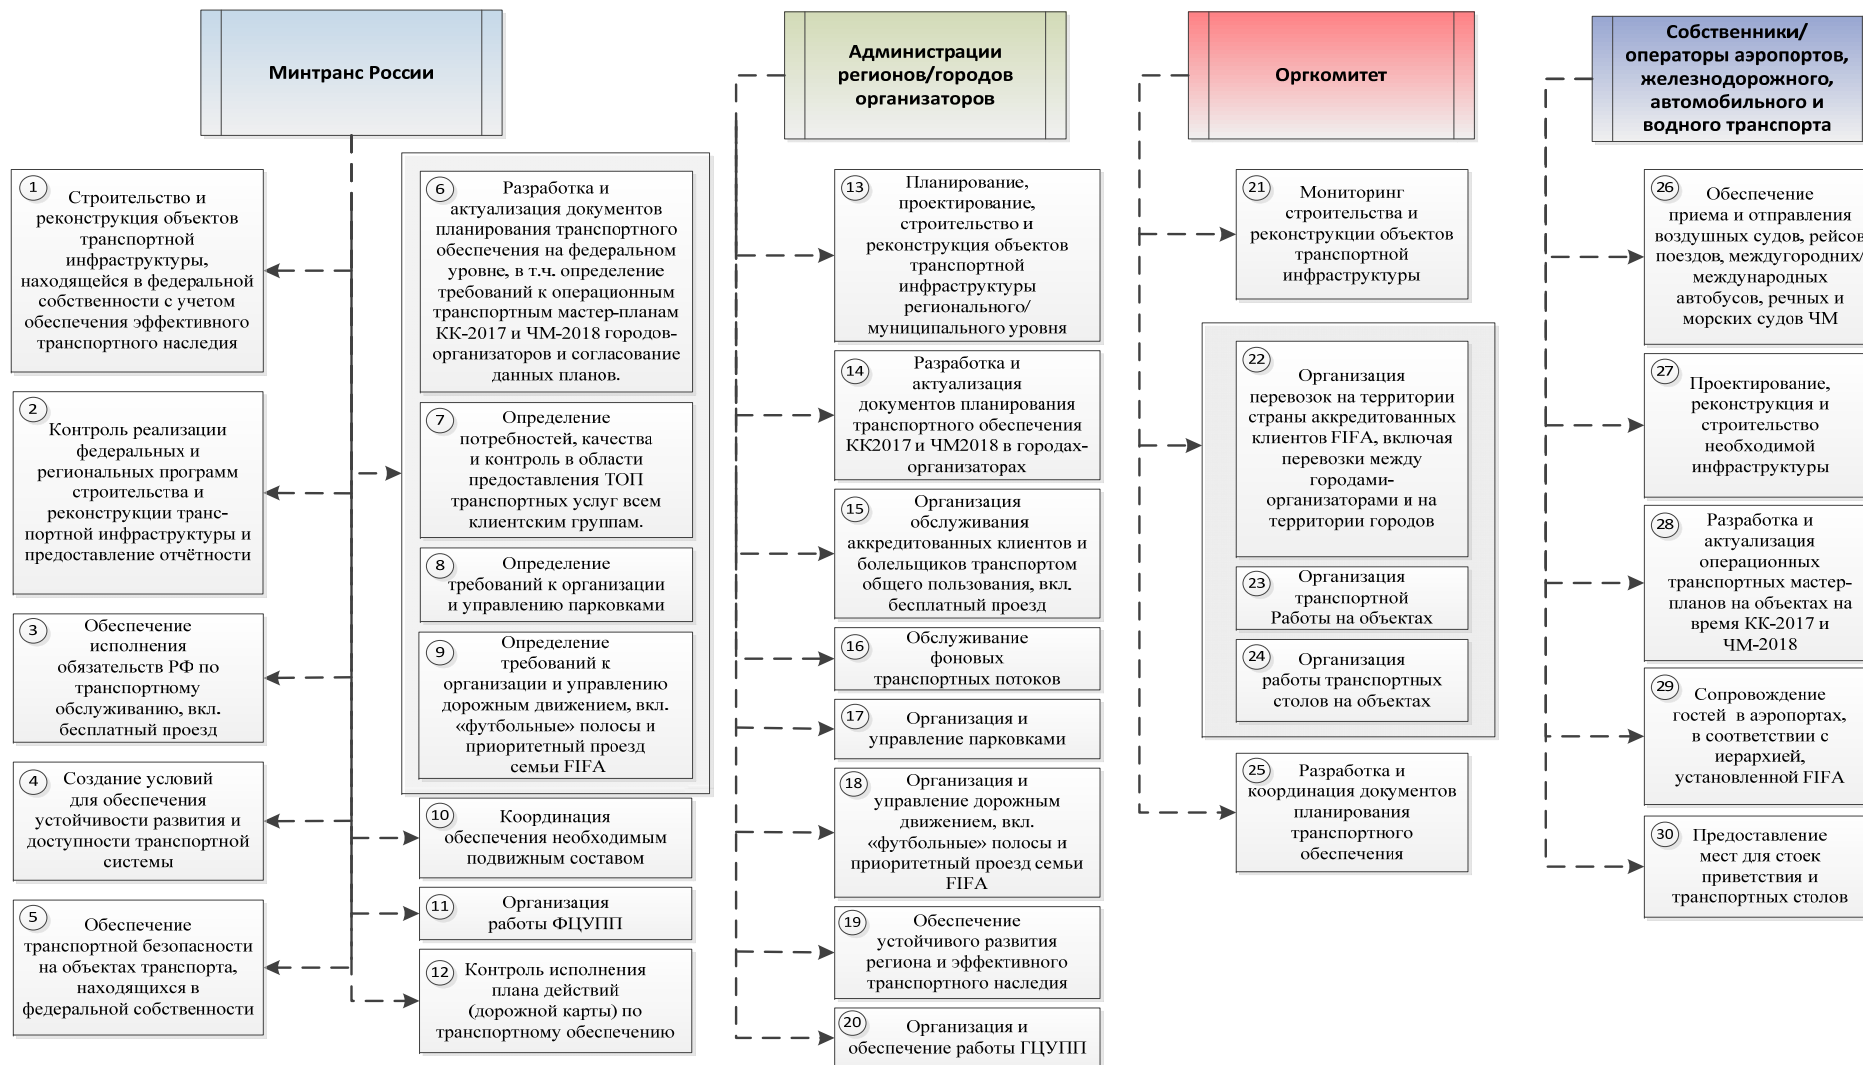 Минтранс России
1
Строительство и
реконструкция объектов
транспортной
инфраструктуры,
находящейся в федеральной
собственности с учетом
обеспечения эффективного
транспортного наследия
2
Контроль реализации
федеральных и
региональных программ
строительства и
реконструкции транс-
портной инфраструктуры и
предоставление отчётности
3
Обеспечение
исполнения
обязательств РФ по
транспортному
обслуживанию, вкл.
бесплатный проезд
4
Создание условий
для обеспечения
устойчивости развития и
доступности транспортной
системы
5
Обеспечение
транспортной безопасности
на объектах транспорта,
находящихся в
федеральной собственности
6
Разработка и
актуализация документов
планирования транспортного
обеспечения на федеральном
уровне, в т.ч. определение
требований к операционным
транспортным мастер-планам
КК-2017 и ЧМ-2018 городов-
организаторов и согласование
данных планов.
7
Определение
потребностей, качества
и контроль в области
предоставления ТОП
транспортных услуг всем
клиентским группам.
8
Определение
требований к организации
и управлению парковками
9
Определение
требований к
организации и управлению
дорожным движением, вкл.
«футбольные» полосы и
приоритетный проезд
семьи FIFA
10
Координация
обеспечения необходимым
подвижным составом
11
Организация
работы ФЦУПП
12
Контроль исполнения
плана действий
(дорожной карты) по
транспортному обеспечению
Администрации
регионов/городов
организаторов
13
Планирование,
проектирование,
строительство и
реконструкция объектов
транспортной
инфраструктуры
регионального/
муниципального уровня
14
Разработка и
актуализация
документов планирования
транспортного обеспечения
КК2017 и ЧМ2018 в городах-
организаторах
15
Организация
обслуживания
аккредитованных клиентов и
болельщиков транспортом
общего пользования, вкл.
бесплатный проезд
16
Обслуживание
фоновых
транспортных потоков
17
Организация и
управление парковками
18
Организация и
управление дорожным
движением, вкл.
«футбольные» полосы и
приоритетный проезд семьи
FIFA
19
Обеспечение
устойчивого развития
региона и эффективного
транспортного наследия
20
Организация и
обеспечение работы ГЦУПП
Оргкомитет
21
Мониторинг
строительства и
реконструкции объектов
транспортной
инфраструктуры
22
Организация
перевозок на территории
страны аккредитованных
клиентов FIFA, включая
перевозки между
городами-
организаторами и на
территории городов
23
Организация
транспортной
Работы на объектах
24
Организация
работы транспортных
столов на объектах
25
Разработка и
координация документов
планирования
транспортного
обеспечения
Собственники/
операторы аэропортов,
железнодорожного,
автомобильного и
водного транспорта
26
Обеспечение
приема и отправления
воздушных судов, рейсов
поездов, междугородних/
международных
автобусов, речных и
морских судов ЧМ
27
Проектирование,
реконструкция и
строительство
необходимой
инфраструктуры
28
Разработка и
актуализация
операционных
транспортных мастер-
планов на объектах на
время КК-2017 и
ЧМ-2018
29
Сопровождение
гостей в аэропортах,
в соответствии с
иерархией,
установленной FIFA
30
Предоставление
мест для стоек
приветствия и
транспортных столов